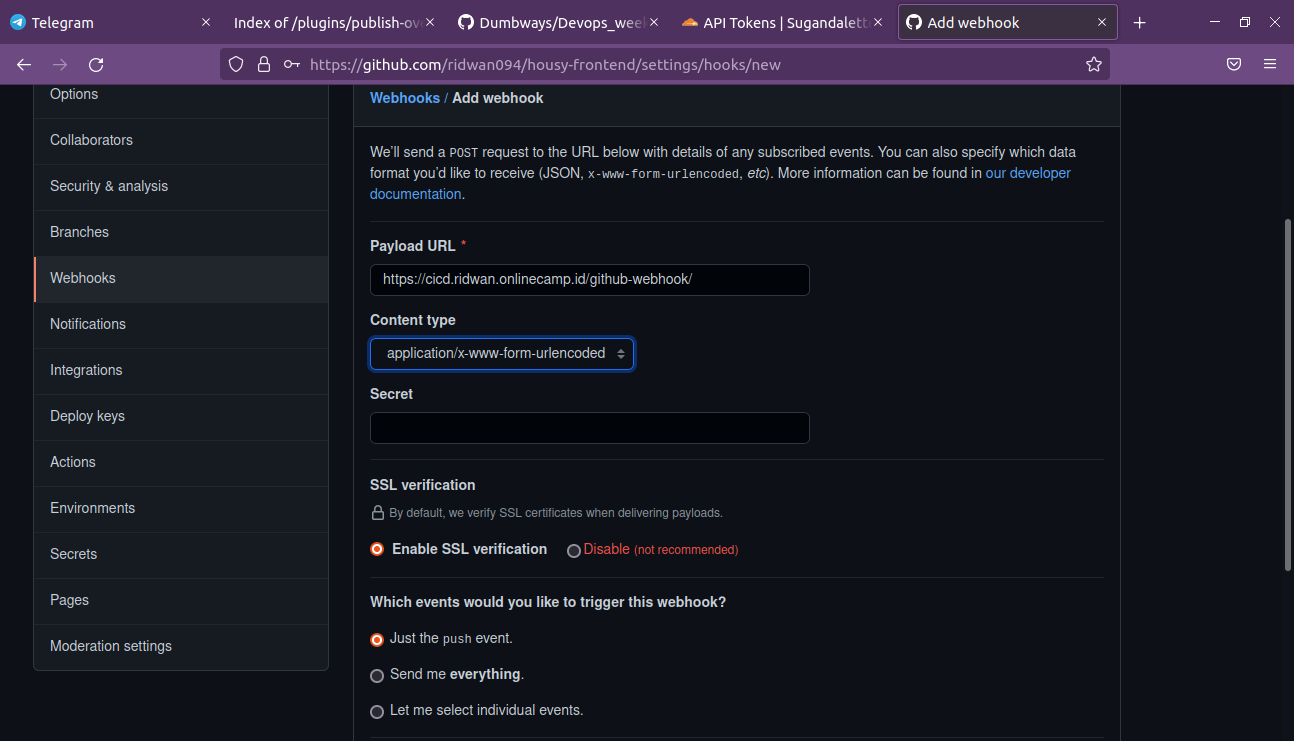 Telegram
Index of /plugins/publish-ov
Dumbways/Devops_wee
API Tokens | Sugandalett
Add webhook
https://github.com/ridwan094/housy-frontend/settings/hooks/new
Options
Collaborators
Security & analysis
Branches
Webhooks
Notifications
Integrations
Deploy keys
Actions
Environments
Secrets
Pages
Moderation settings
Webhooks / Add webhook
We'll send a POST request to the URL below with details of any subscribed events. You can also specify which data
format you'd like to receive (JSON, x-www-form-urlencoded, etc). More information can be found in our developer
documentation.
Payload URL *
https://cicd.ridwan.onlinecamp.id/github-webhook/
Content type
application/x-www-form-urlencoded
Secret
SSL verification
By default, we verify SSL certificates when delivering payloads.
Enable SSL verification Disable (not recommended)
Which events would you like to trigger this webhook?
Just the push event.
Send me everything.
Let me select individual events.